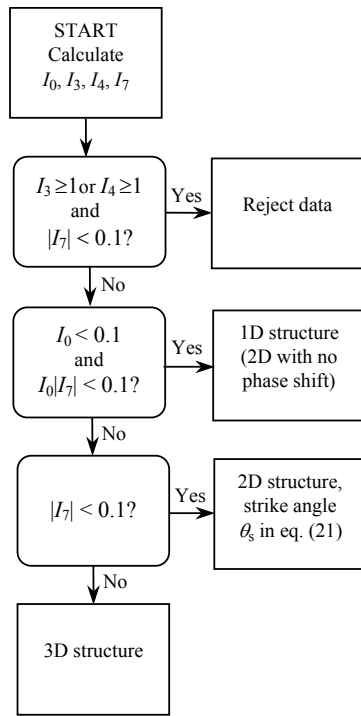 START
Calculate
I₀, I₃, I₄, I₇
I₃ ≥1 or I₄ ≥1
and
|I₇| < 0.1?
Yes
Reject data
No
I₀ < 0.1
and
I₀|I₇| < 0.1?
Yes
1D structure
(2D with no
phase shift)
No
|I₇| < 0.1?
Yes
2D structure,
strike angle
θₛ in eq. (21)
No
3D structure